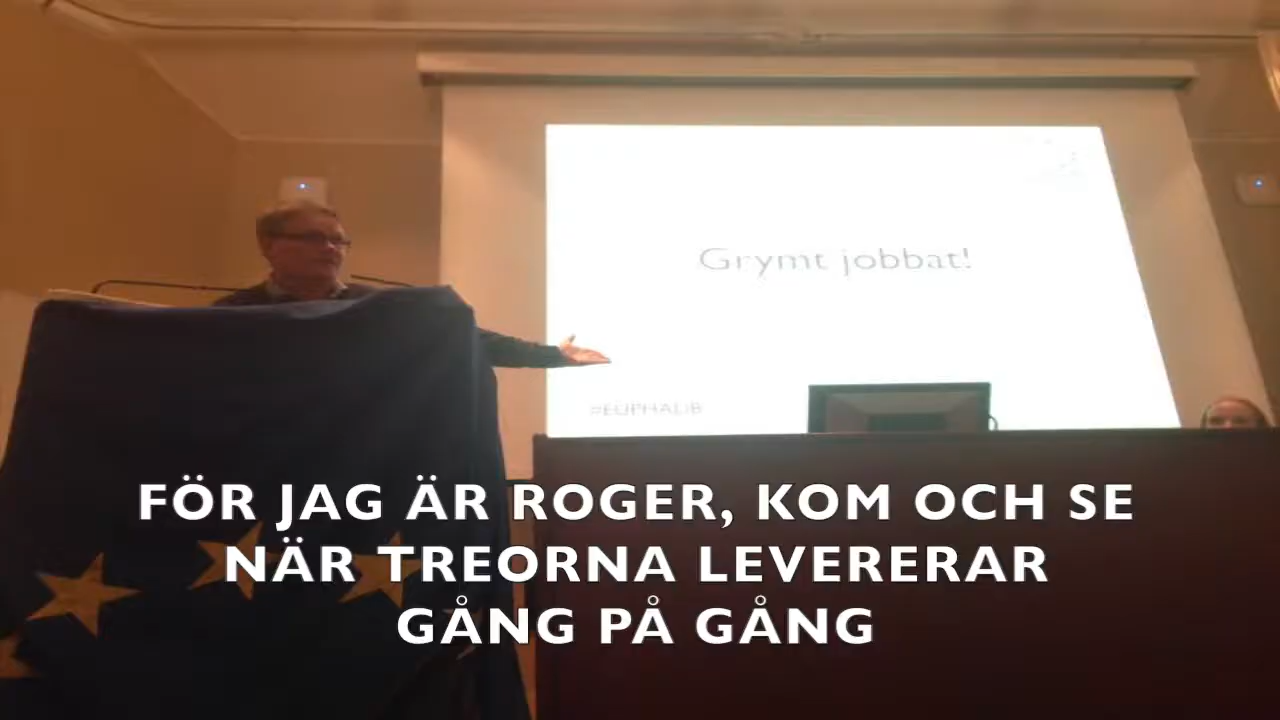 Grymt jobbat!
#EUPHALIB
FÖR JAG ÄR ROGER, KOM OCH SE
NÄR TREORNA LEVERERAR
GÅNG PÅ GÅNG